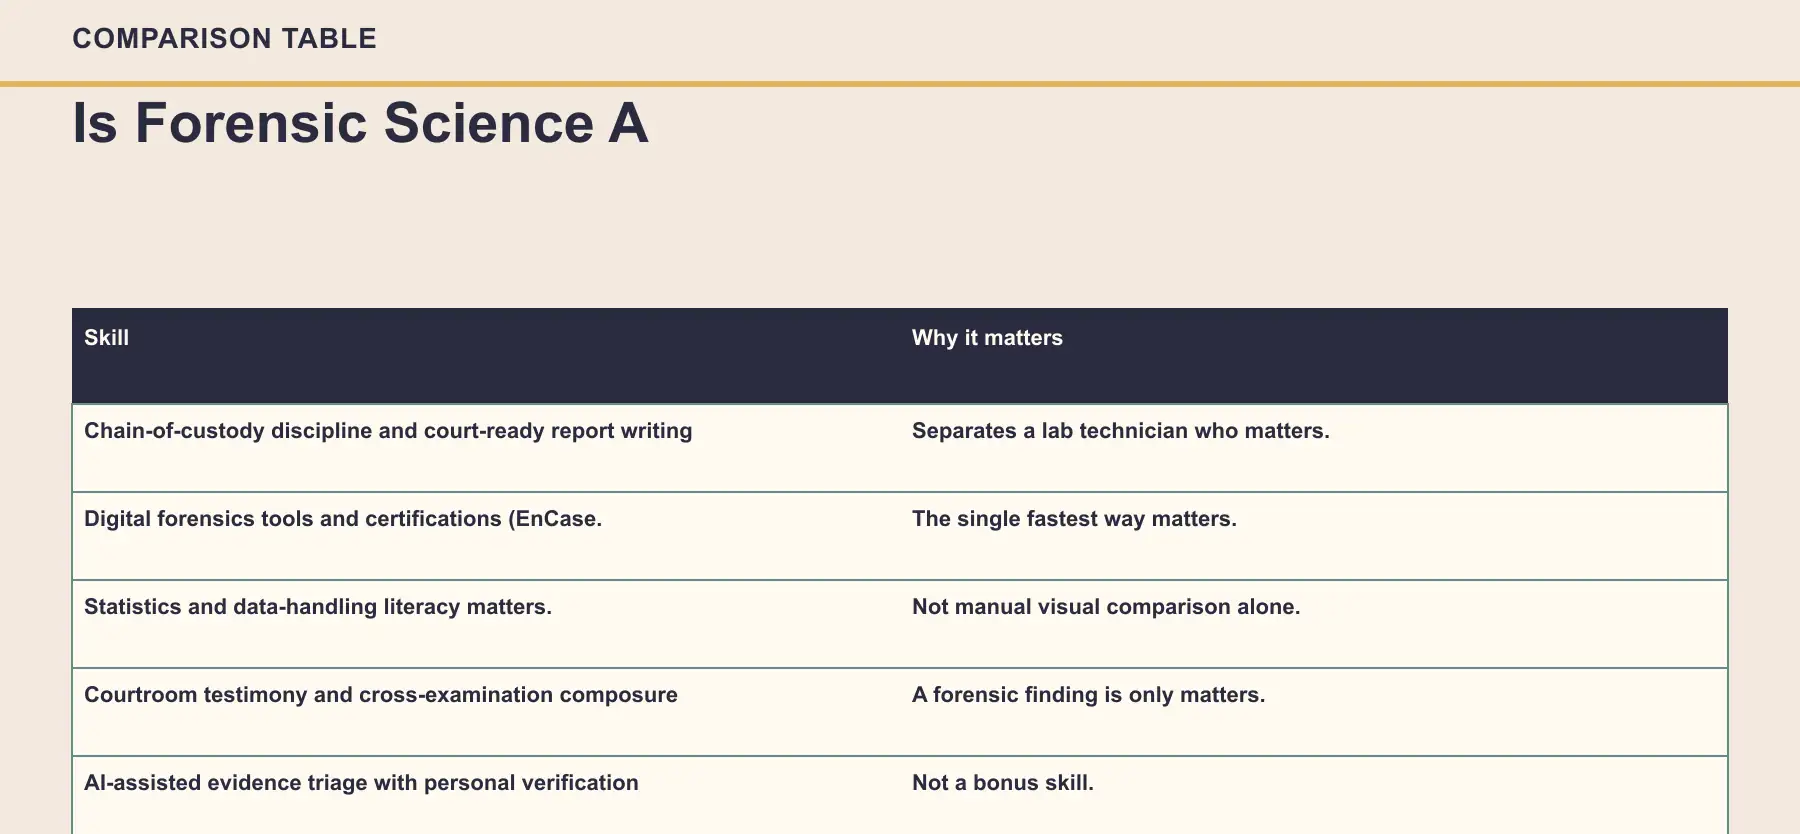 COMPARISON TABLE
Is Forensic Science A
Skill
Why it matters
Chain-of-custody discipline and court-ready report writing
Separates a lab technician who matters.
Digital forensics tools and certifications (EnCase.
The single fastest way matters.
Statistics and data-handling literacy matters.
Not manual visual comparison alone.
Courtroom testimony and cross-examination composure
A forensic finding is only matters.
AI-assisted evidence triage with personal verification
Not a bonus skill.